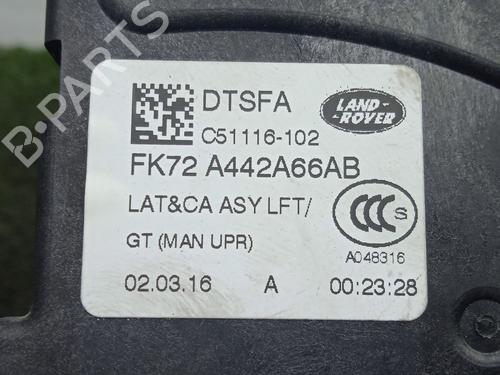 DTSFA
LAND-
ROVER
C51116-102
FK72 A442A66AB
LAT&CA ASY LFT/
CCC S
GT (MAN UPR)
A048316
02.03.16 A 00:23:28
B-PARTS